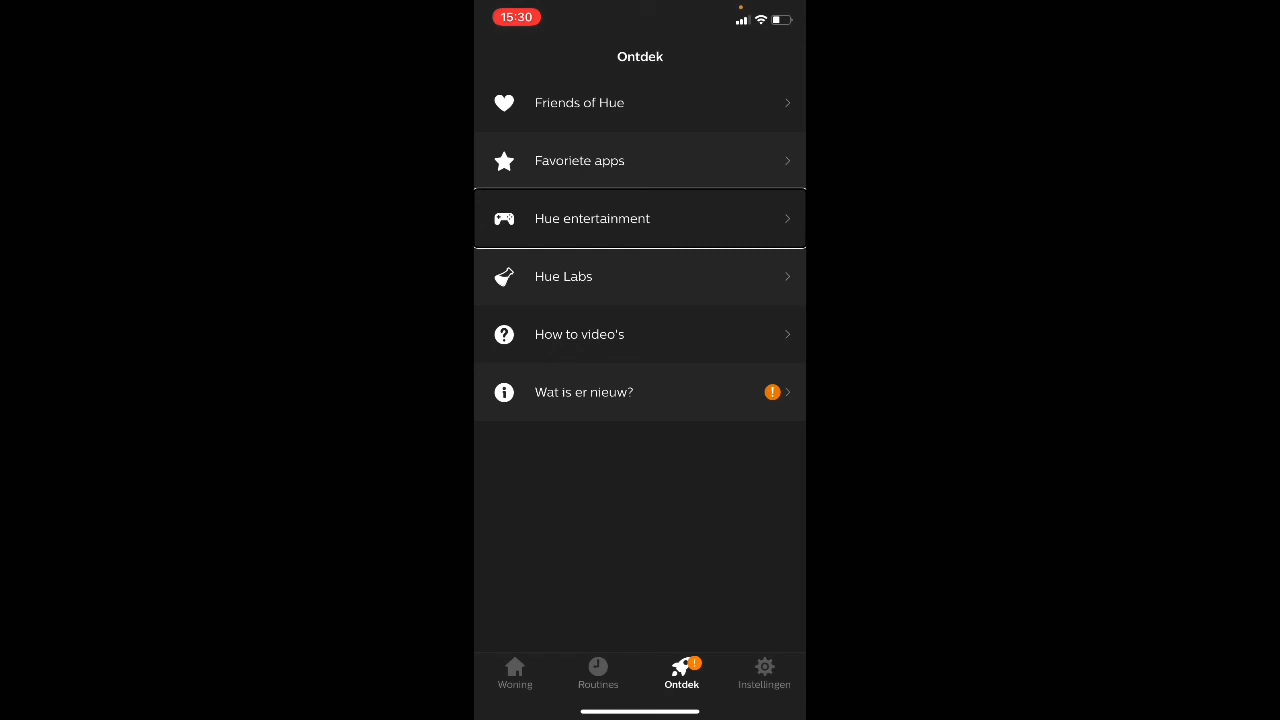 15:30
Ontdek
Friends of Hue
Favoriete apps
Hue entertainment
Hue Labs
How to video's
Wat is er nieuw?
Woning
Routines
Ontdek
Instellingen